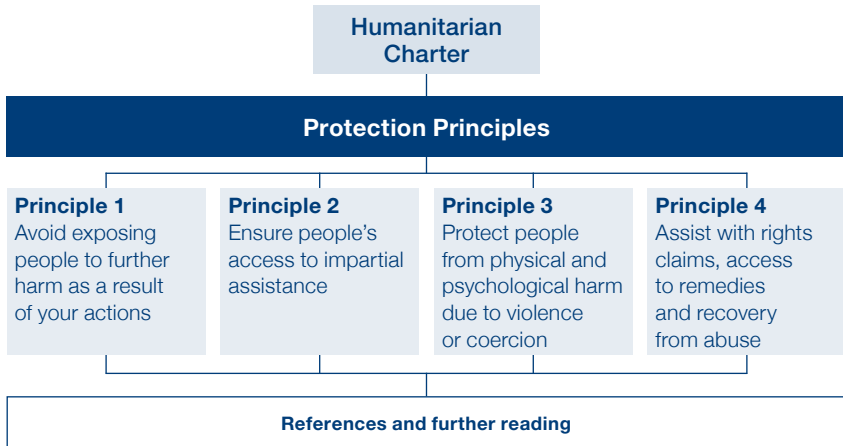 Humanitarian
Charter
Protection Principles
Principle 1
Avoid exposing
people to further
harm as a result
of your actions
Principle 2
Ensure people’s
access to impartial
assistance
Principle 3
Protect people
from physical and
psychological harm
due to violence
or coercion
Principle 4
Assist with rights
claims, access
to remedies
and recovery
from abuse
References and further reading